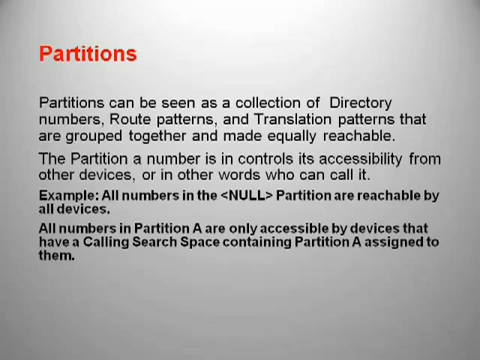 Partitions
Partitions can be seen as a collection of Directory
numbers, Route patterns, and Translation patterns that
are grouped together and made equally reachable.
The Partition a number is in controls its accessibility from
other devices, or in other words who can call it.
Example: All numbers in the <NULL> Partition are reachable by
all devices.
All numbers in Partition A are only accessible by devices that
have a Calling Search Space containing Partition A assigned to
them.